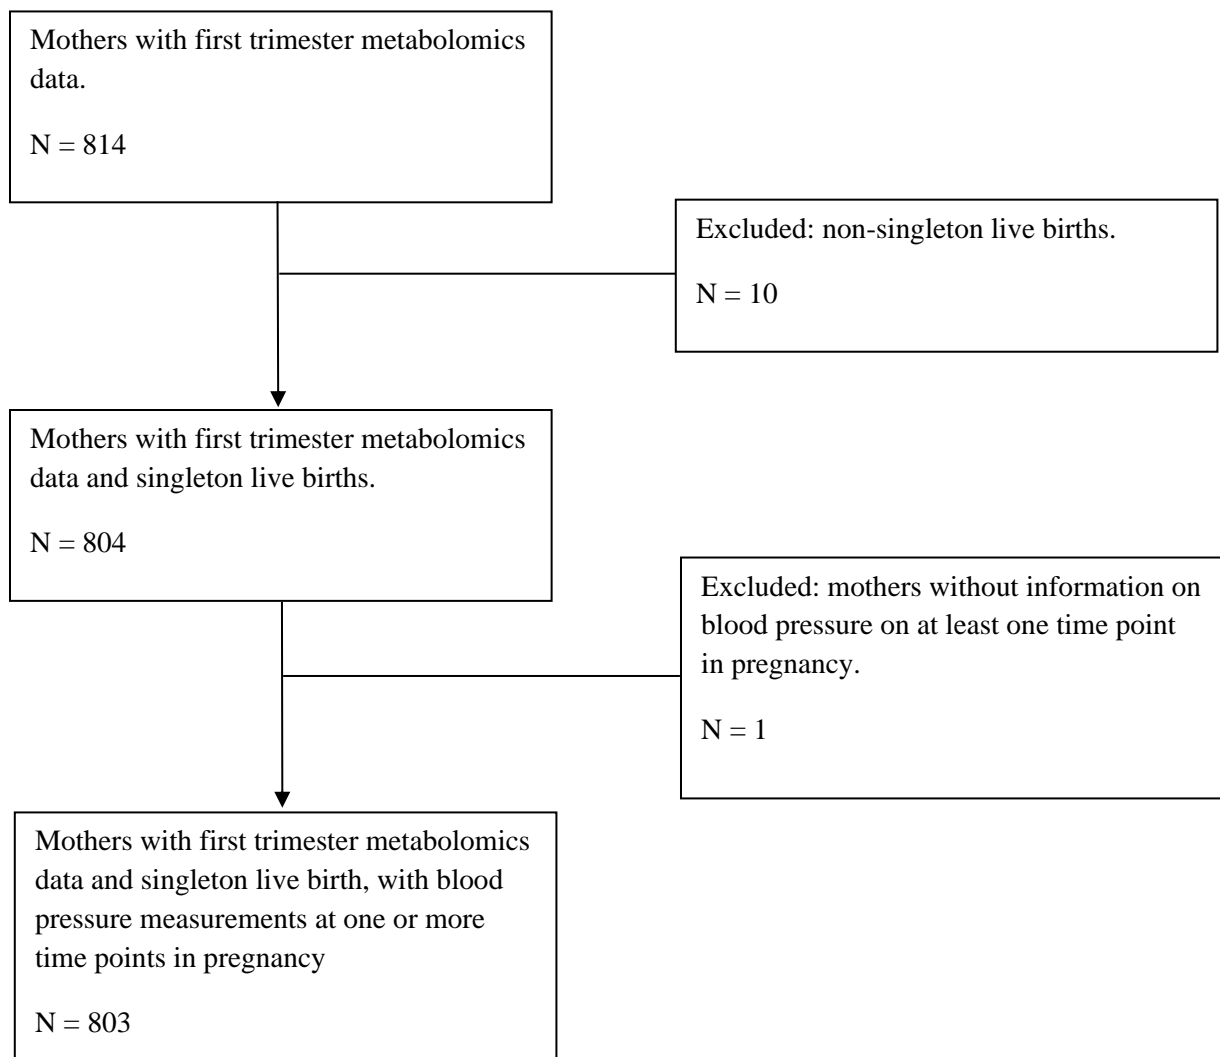 Mothers with first trimester metabolomics
data.
N = 814
Excluded: non-singleton live births.
N = 10
Mothers with first trimester metabolomics
data and singleton live births.
N = 804
Excluded: mothers without information on
blood pressure on at least one time point
in pregnancy.
N = 1
Mothers with first trimester metabolomics
data and singleton live birth, with blood
pressure measurements at one or more
time points in pregnancy
N = 803